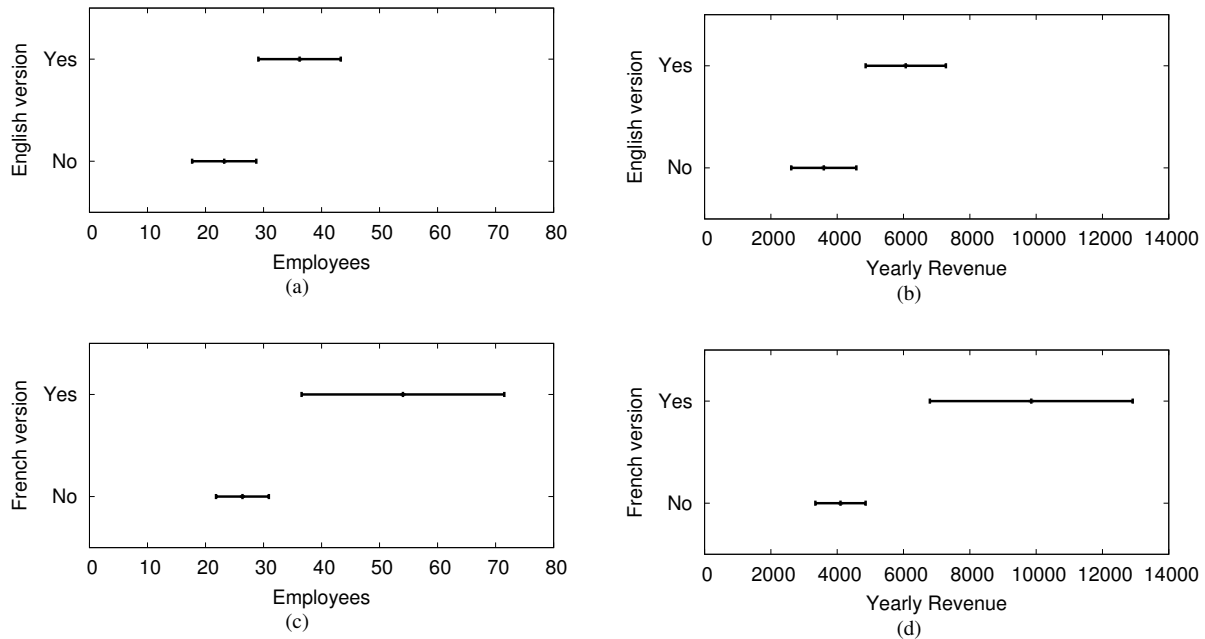 English version
Yes
No
0 10 20 30 40 50 60 70 80
Employees
(a)
English version
Yes
No
0 2000 4000 6000 8000 10000 12000 14000
Yearly Revenue
(b)
French version
Yes
No
0 10 20 30 40 50 60 70 80
Employees
(c)
French version
Yes
No
0 2000 4000 6000 8000 10000 12000 14000
Yearly Revenue
(d)